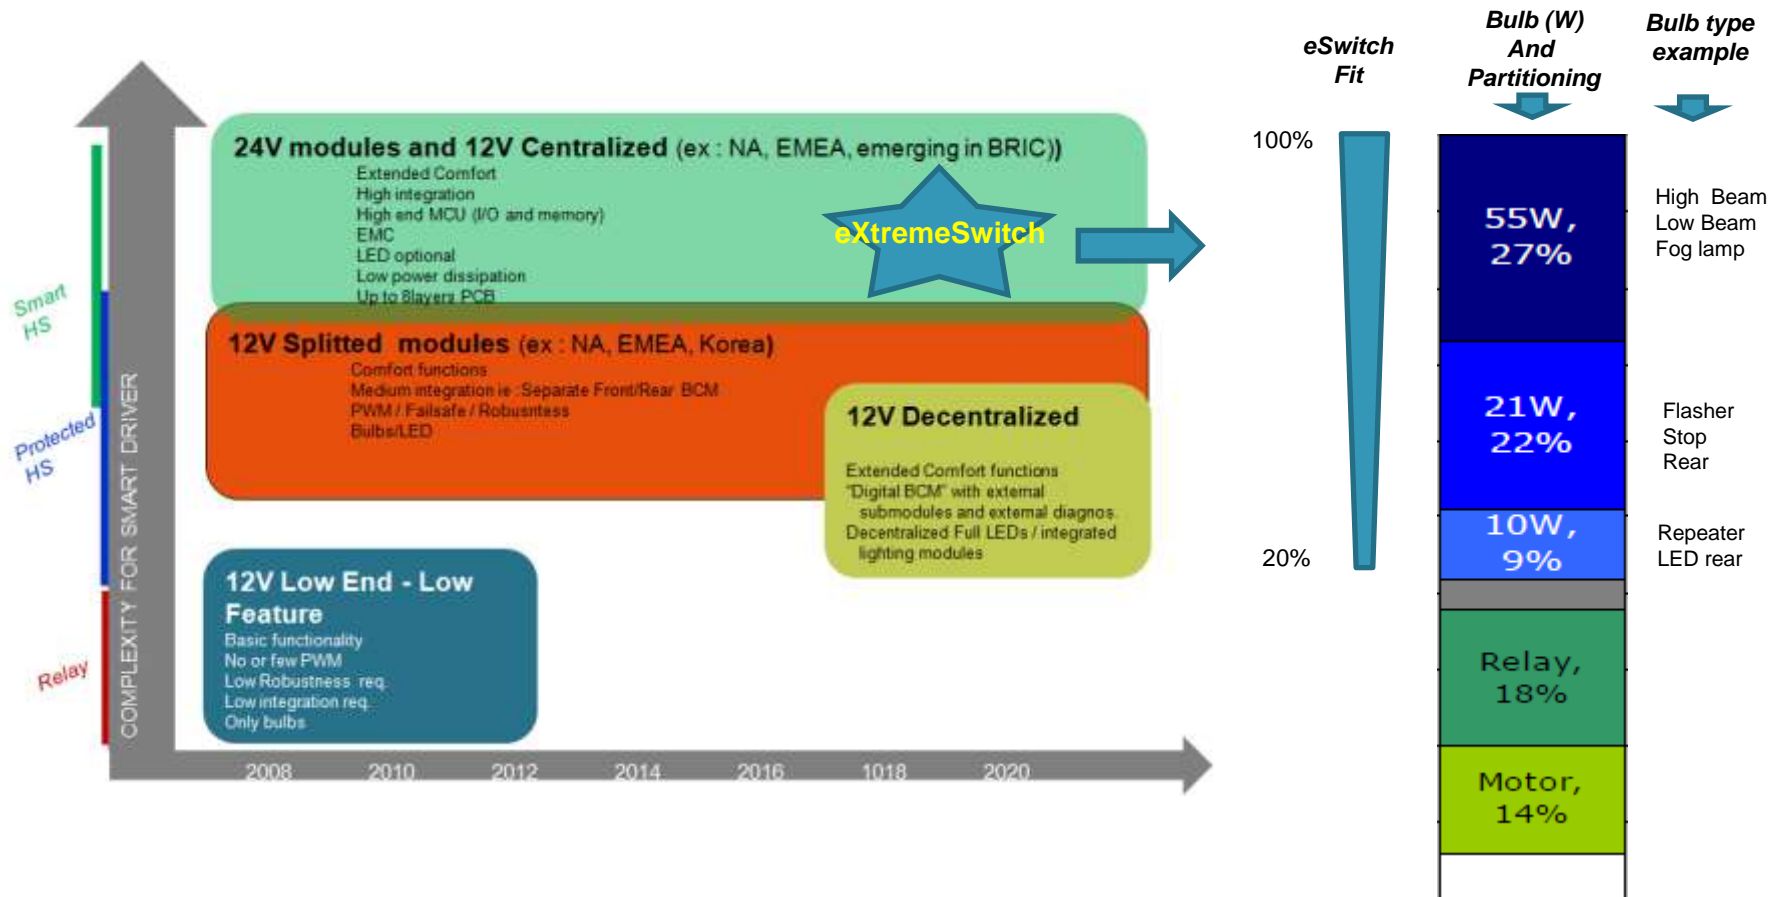 24V modules and 12V Centralized (ex : NA, EMEA, emerging in BRIC))
Extended Comfort
High integration
High end MCU (I/O and memory)
EMC
LED optional
Low power dissipation
Up to 8layers PCB
eXtremeSwitch
12V Splitted modules (ex : NA, EMEA, Korea)
Comfort functions
Medium integration ie :Separate Front/Rear BCM
PWM / Failsafe / Robusntess
Bulbs/LED
12V Decentralized
Extended Comfort functions
“Digital BCM” with external
submodules and external diagnos.
Decentralized Full LEDs / integrated
lighting modules
12V Low End - Low
Feature
Basic functionality
No or few PWM
Low Robustness req.
Low integration req.
Only bulbs
Smart
HS
Protected
HS
Relay
COMPLEXITY FOR SMART DRIVER
2008 2010 2012 2014 2016 1018 2020
eSwitch
Fit
100%
20%
Bulb (W)
And
Partitioning
55W,
27%
21W,
22%
10W,
9%
Relay,
18%
Motor,
14%
Bulb type
example
High Beam
Low Beam
Fog lamp
Flasher
Stop
Rear
Repeater
LED rear